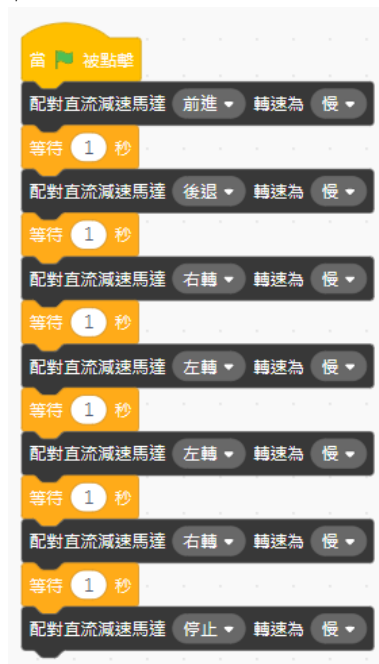 當 被點擊
配對直流減速馬達 前進 轉速為 慢
等待 1 秒
配對直流減速馬達 後退 轉速為 慢
等待 1 秒
配對直流減速馬達 右轉 轉速為 慢
等待 1 秒
配對直流減速馬達 左轉 轉速為 慢
等待 1 秒
配對直流減速馬達 左轉 轉速為 慢
等待 1 秒
配對直流減速馬達 右轉 轉速為 慢
等待 1 秒
配對直流減速馬達 停止 轉速為 慢